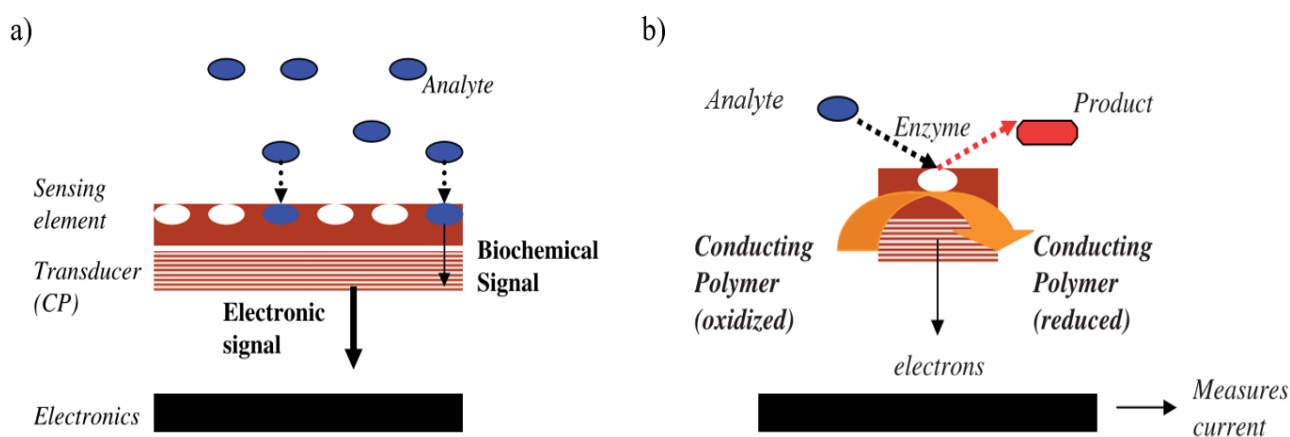 a)
Analyte
Sensing
element
Transducer
(CP)
Biochemical
Signal
Electronic
signal
Electronics
b)
Analyte
Enzyme
Product
Conducting
Polymer
(oxidized)
Conducting
Polymer
(reduced)
electrons
Measures
current